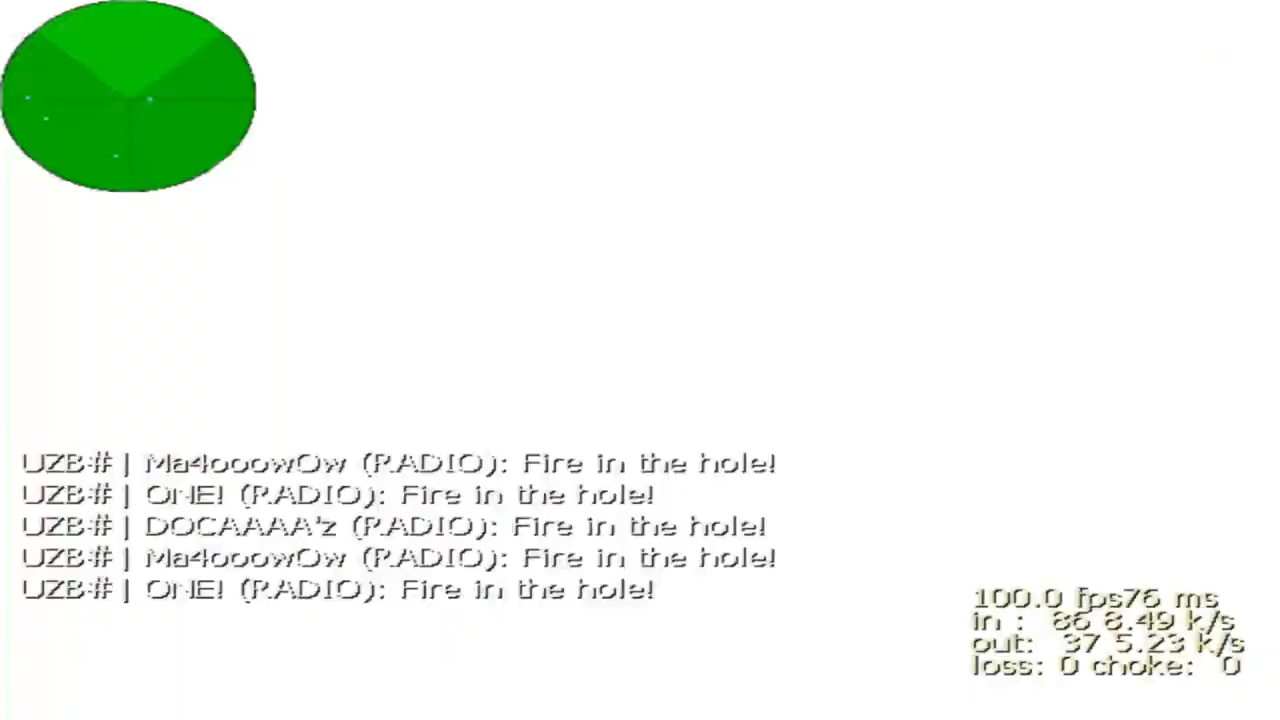 UZB# | Ma4ooowOw (RADIO): Fire in the hole!
UZB# | ONE! (RADIO): Fire in the hole!
UZB# | DOCAAAA'z (RADIO): Fire in the hole!
UZB# | Ma4ooowOw (RADIO): Fire in the hole!
UZB# | ONE! (RADIO): Fire in the hole!
100.0 fps76 ms
in : 86 8.49 k/s
out: 37 5.23 k/s
loss: 0 choke: 0